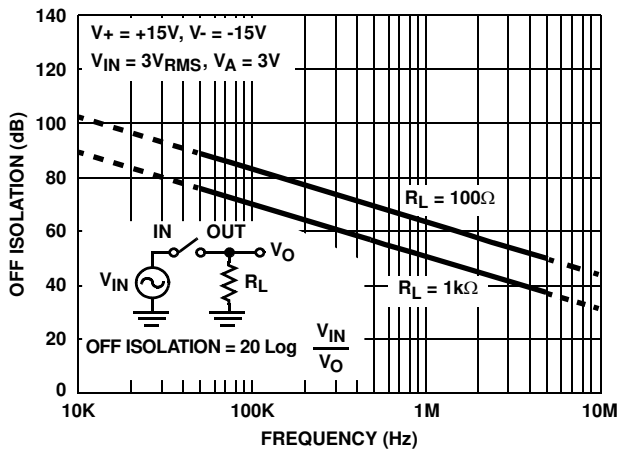 140
120
100
80
60
40
20
0
OFF ISOLATION (dB)
V+ = +15V, V- = -15V
VIN = 3VRMS, VA = 3V
RL = 100Ω
RL = 1kΩ
IN OUT
VO
VIN
RL
OFF ISOLATION = 20 Log VIN
VO
10K 100K 1M 10M
FREQUENCY (Hz)